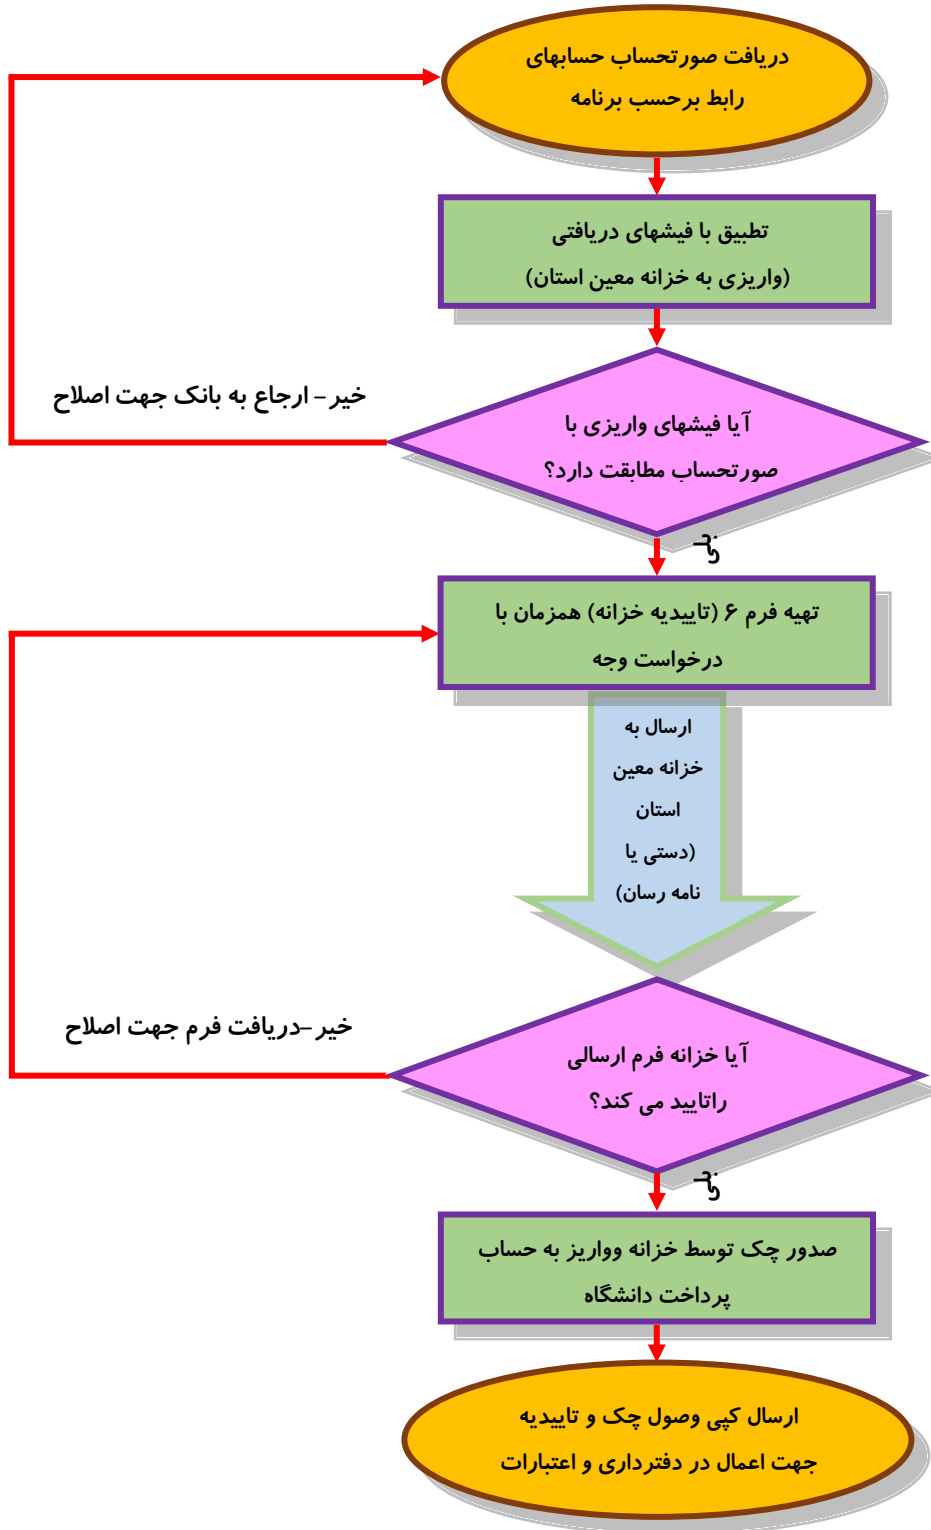 دریافت صورتحساب حسابهای
رابط برحسب برنامه
تطبیق با فیشهای دریافتی
(واریزی به خزانه معین استان)
آیا فیشهای واریزی با
صورتحساب مطابقت دارد؟
خیر – ارجاع به بانک جهت اصلاح
بلی
تهیه فرم ۶ (تاییدیه خزانه) همزمان با
درخواست وجه
ارسال به
خزانه معین
استان
(دستی یا
نامه رسان)
آیا خزانه فرم ارسالی
راتایید می کند؟
خیر –دریافت فرم جهت اصلاح
بلی
صدور چک توسط خزانه وواریز به حساب
پرداخت دانشگاه
ارسال کپی وصول چک و تاییدیه
جهت اعمال در دفترداری و اعتبارات